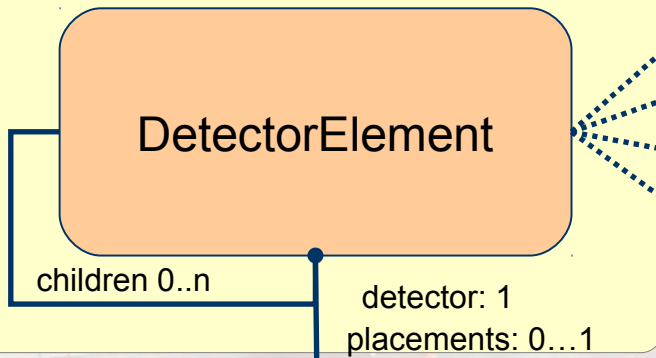 DetectorElement
children 0..n
detector: 1
placements: 0…1